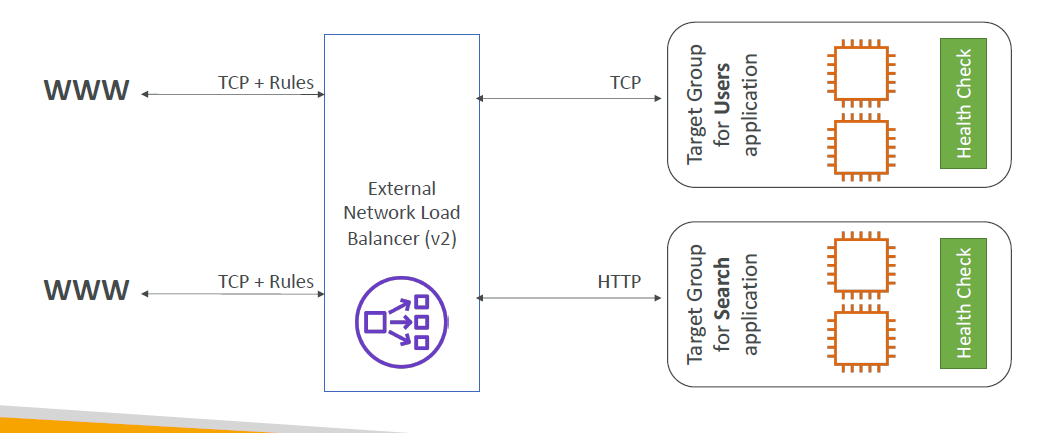 WWW
TCP + Rules
TCP
Target Group
for Users
application
Health Check
External
Network Load
Balancer (v2)
WWW
TCP + Rules
HTTP
Target Group
for Search
application
Health Check